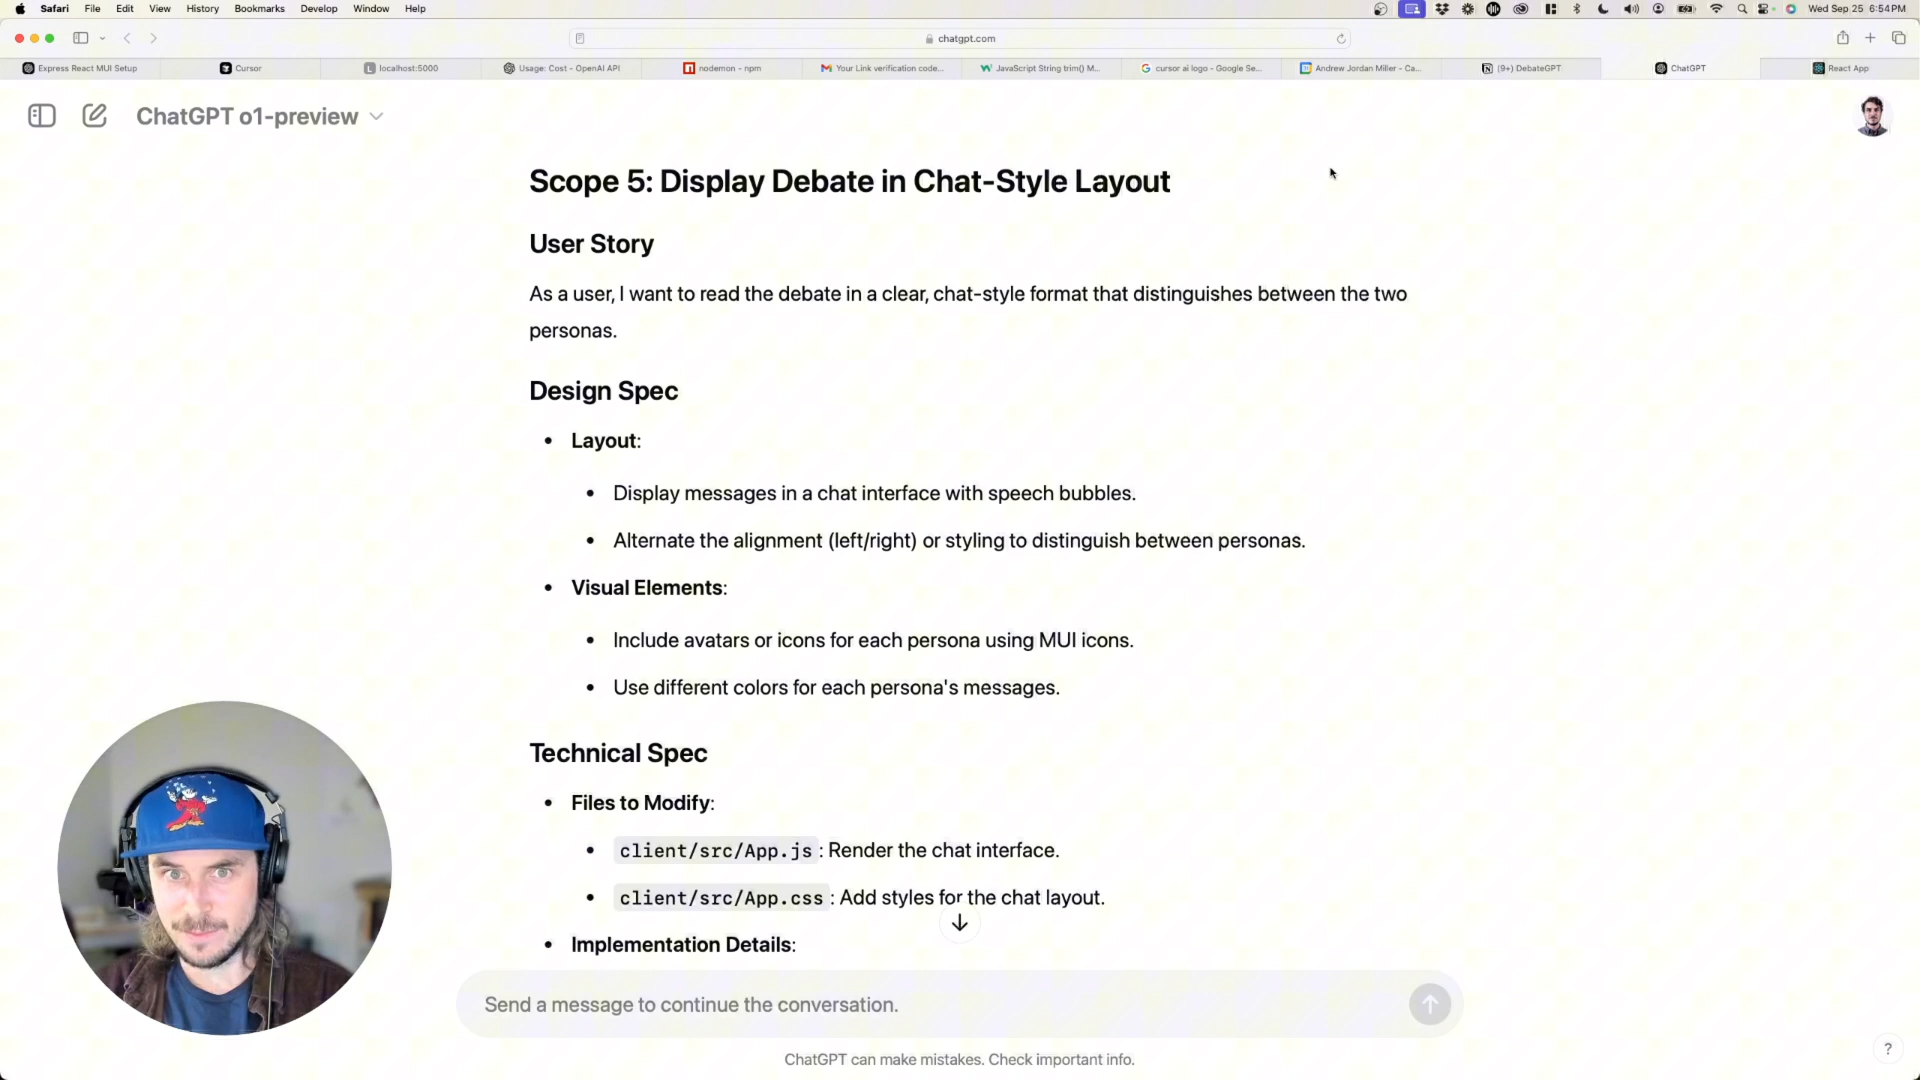 Safari File Edit View History Bookmarks Develop Window Help Wed Sep 25 6:54 PM
chatgpt.com
Express React MUI Setup Cursor localhost:5000 Usage: Cost - OpenAI API nodemon - npm Your Link verification code... JavaScript String trim() M... cursor ai logo - Google Se... Andrew Jordan Miller - Ca... (9+) DebateGPT ChatGPT React App
ChatGPT o1-preview
Scope 5: Display Debate in Chat-Style Layout
User Story
As a user, I want to read the debate in a clear, chat-style format that distinguishes between the two
personas.
Design Spec
• Layout:
• Display messages in a chat interface with speech bubbles.
• Alternate the alignment (left/right) or styling to distinguish between personas.
• Visual Elements:
• Include avatars or icons for each persona using MUI icons.
• Use different colors for each persona's messages.
Technical Spec
• Files to Modify:
• client/src/App.js : Render the chat interface.
• client/src/App.css : Add styles for the chat layout.
• Implementation Details:
Send a message to continue the conversation.
ChatGPT can make mistakes. Check important info.
?